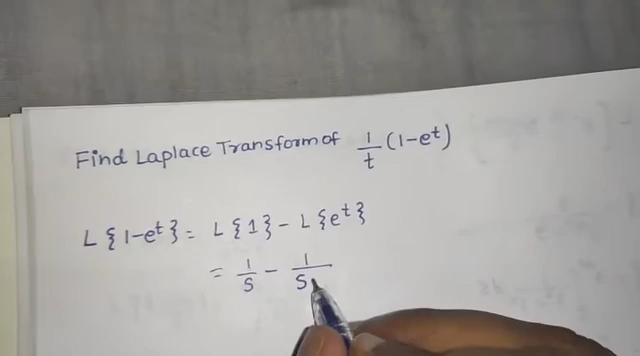 Find Laplace Transform of 1/t (1-e^t)
L{1-e^t} = L{1} - L{e^t}
= 1/s - 1/s